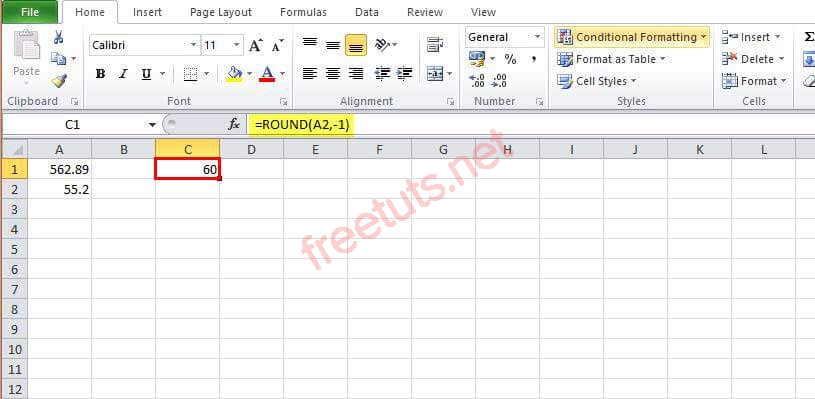 File Home Insert Page Layout Formulas Data Review View
Calibri 11 A A General Conditional Formatting Insert Σ
Paste B I U A $ % , Format as Table Delete
.0 .00 .00 .0 Cell Styles Format
Clipboard Font Alignment Number Styles Cells
C1 fx =ROUND(A2,-1)
A B C D E F G H I J K L
1 562.89 60
2 55.2
3
4
5
6
7
8
9
10
11
12
freetuts.net